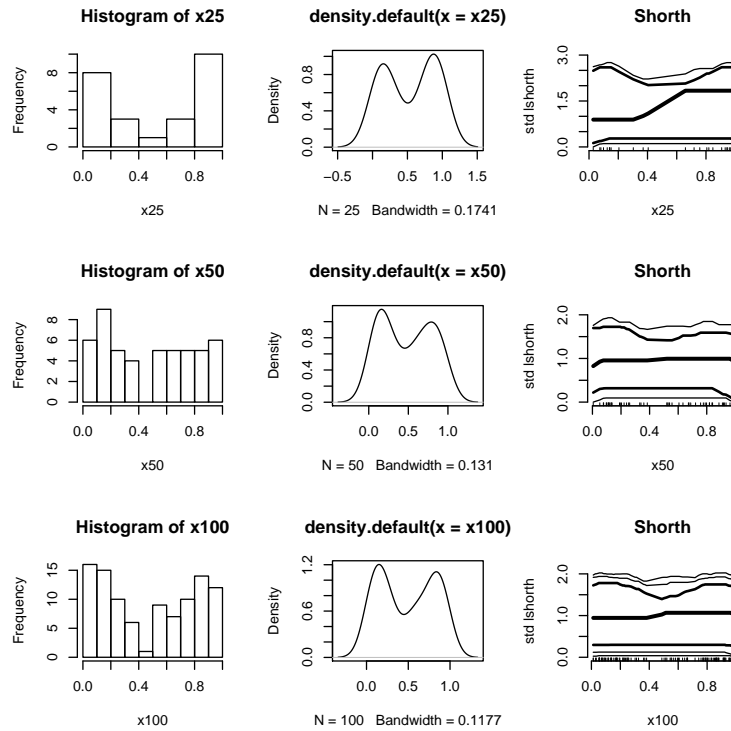 Histogram of x25
Frequency
0 4 8
0.0 0.4 0.8
x25
density.default(x = x25)
Density
0.0 0.4 0.8
−0.5 0.5 1.0 1.5
N = 25 Bandwidth = 0.1741
Shorth
std lshorth
0.0 1.5 3.0
0.0 0.4 0.8
x25
Histogram of x50
Frequency
0 2 4 6 8
0.0 0.4 0.8
x50
density.default(x = x50)
Density
0.0 0.4 0.8
0.0 0.5 1.0
N = 50 Bandwidth = 0.131
Shorth
std lshorth
0.0 1.0 2.0
0.0 0.4 0.8
x50
Histogram of x100
Frequency
0 5 10 15
0.0 0.4 0.8
x100
density.default(x = x100)
Density
0.0 0.6 1.2
0.0 0.5 1.0
N = 100 Bandwidth = 0.1177
Shorth
std lshorth
0.0 1.0 2.0
0.0 0.4 0.8
x100